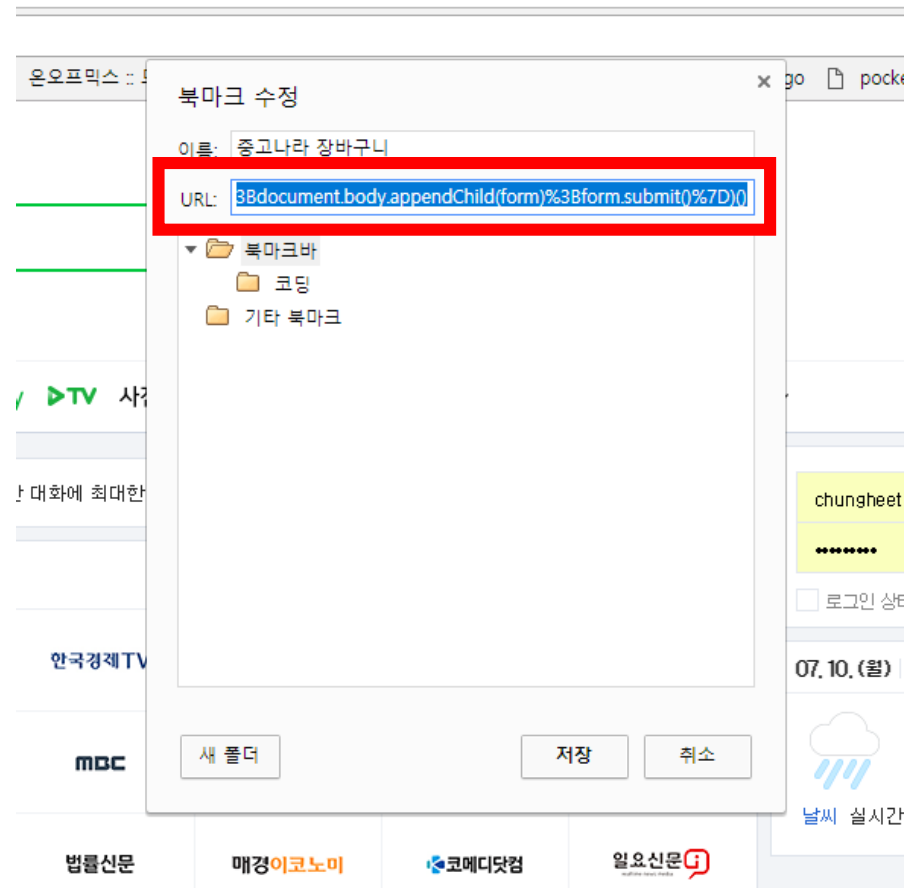 온오프믹스 ::
go pocke
북마크 수정
이름: 중고나라 장바구니
URL: 3Bdocument.body.appendChild(form)%3Bform.submit()%7D)()
북마크바
코딩
기타 북마크
TV
대화에 최대한
chungheet
•••••••••
로그인 상태
한국경제TV
07. 10. (월)
MBC
새 폴더
저장
취소
날씨 실시간
법률신문
매경이코노미
코메디닷컴
일요신문